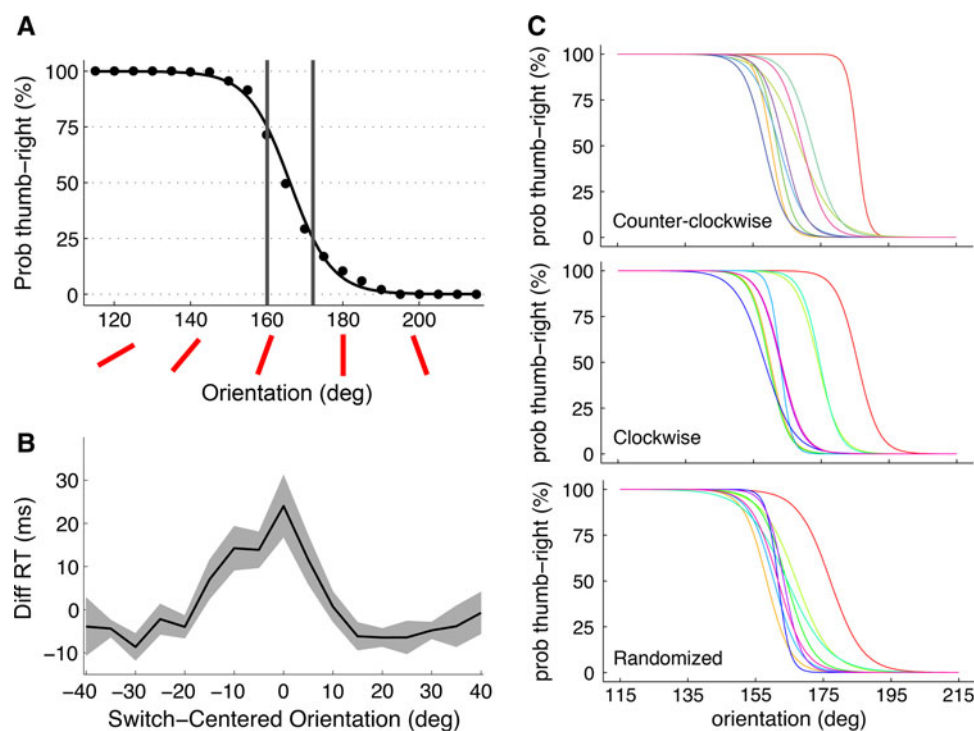 A
Prob thumb−right (%)
100
75
50
25
0
120 140 160 180 200
Orientation (deg)
B
Diff RT (ms)
30
20
10
0
−10
−40 −30 −20 −10 0 10 20 30 40
Switch−Centered Orientation (deg)
C
prob thumb−right (%)
100
75
50
25
0
Counter-clockwise
prob thumb−right (%)
100
75
50
25
0
Clockwise
prob thumb−right (%)
100
75
50
25
0
Randomized
115 135 155 175 195 215
orientation (deg)